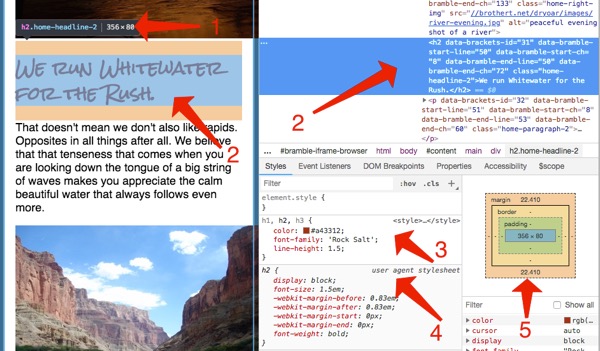 h2.home-headline-2 | 356×80
1
We run Whitewater
for the Rush.
2
That doesn't mean we don't also like rapids.
Opposites in all things after all. We believe
that that tenseness that comes when you
are looking down the tongue of a big string
of waves makes you appreciate the calm
beautiful water that always follows even
more.
bramble-end-ch="133" class="home-right-
img" src="//brothert.net/dryoar/images/
river-evening.jpg" alt="peaceful evening
shot of a river">
…
<h2 data-brackets-id="31" data-bramble-
start-line="50" data-bramble-start-ch=
"0" data-bramble-end-line="50" data-
bramble-end-ch="72" class="home-
headline-2">We run Whitewater for the
Rush.</h2> == $0
2
<p data-brackets-id="32" data-bramble-
start-line="51" data-bramble-start-ch=
"0" data-bramble-end-line="53" data-
bramble-end-ch="60" class="home-paragraph-2">…
</p>
… #bramble-iframe-browser html body #content main div h2.home-headline-2
Styles Event Listeners DOM Breakpoints Properties Accessibility $scope
Filter :hov .cls +
element.style {
}
h1, h2, h3 { <style>…</style>
color: #a43312;
font-family: 'Rock Salt';
line-height: 1.5;
}
3
h2 { user agent stylesheet
display: block;
font-size: 1.5em;
-webkit-margin-before: 0.83em;
-webkit-margin-after: 0.83em;
-webkit-margin-start: 0px;
-webkit-margin-end: 0px;
font-weight: bold;
}
4
margin 22.410
border -
padding -
356 × 80
-
22.410
5
Filter Show all
color rgb(…
cursor auto
display block
font-family "Rock